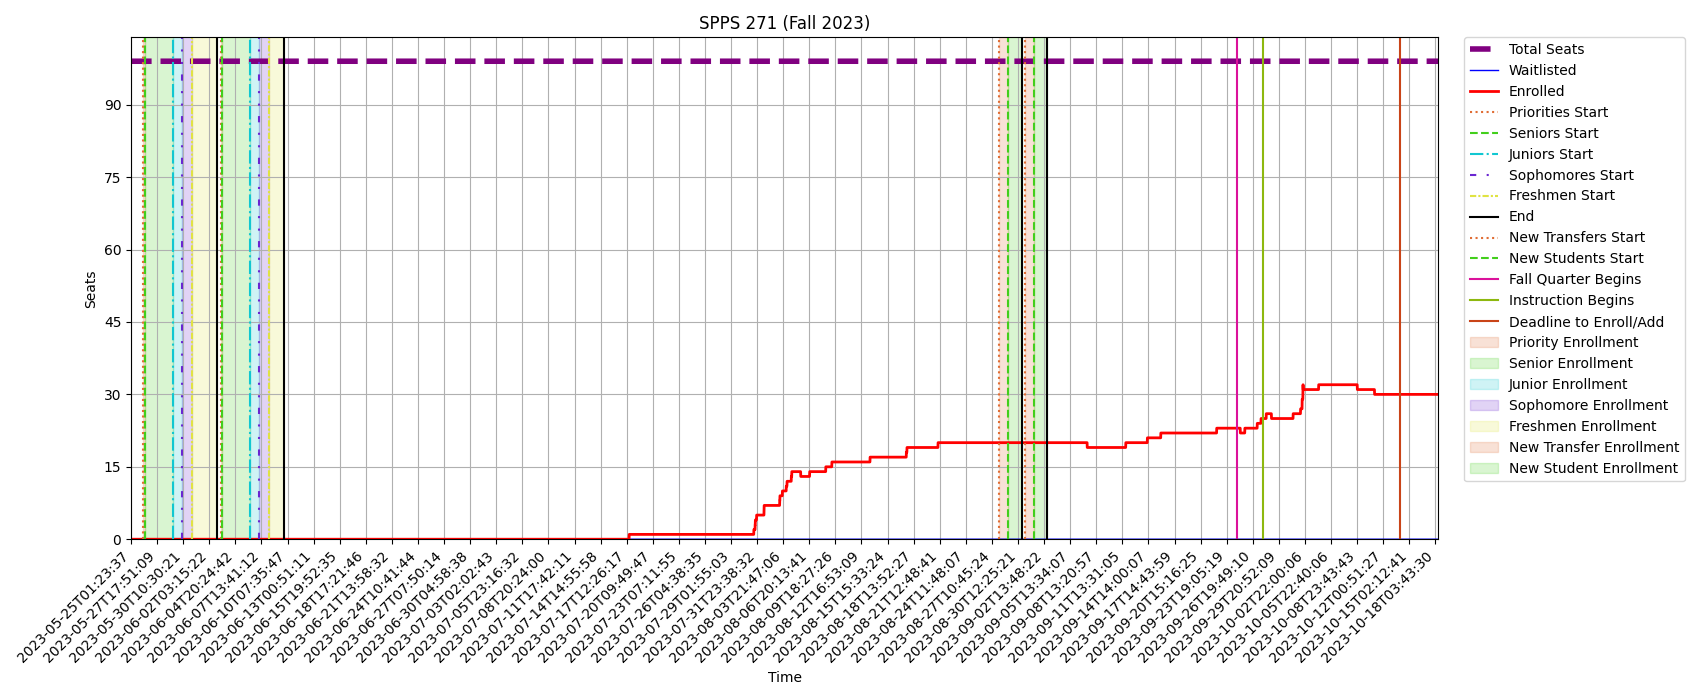 SPPS 271 (Fall 2023)
Seats
90
75
60
45
30
15
0
2023-05-25T01:23:37
2023-05-27T17:51:09
2023-05-30T10:30:21
2023-06-02T03:15:22
2023-06-04T20:24:42
2023-06-07T13:41:12
2023-06-10T07:35:47
2023-06-13T00:51:11
2023-06-15T19:52:35
2023-06-18T17:21:46
2023-06-21T13:58:32
2023-06-24T10:41:44
2023-06-27T07:50:14
2023-06-30T04:58:38
2023-07-03T02:02:43
2023-07-05T23:16:32
2023-07-08T20:24:00
2023-07-11T17:42:11
2023-07-14T14:55:58
2023-07-17T12:26:17
2023-07-20T09:49:47
2023-07-23T07:11:55
2023-07-26T04:38:35
2023-07-29T01:55:03
2023-07-31T23:38:32
2023-08-03T21:47:06
2023-08-06T20:13:41
2023-08-09T18:27:26
2023-08-12T16:53:09
2023-08-15T15:33:24
2023-08-18T13:52:27
2023-08-21T12:48:41
2023-08-24T11:48:07
2023-08-27T10:45:24
2023-08-30T12:25:21
2023-09-02T13:48:22
2023-09-05T13:34:07
2023-09-08T13:20:57
2023-09-11T13:31:05
2023-09-14T14:00:07
2023-09-17T14:43:59
2023-09-20T15:16:25
2023-09-23T19:05:19
2023-09-26T19:49:10
2023-09-29T20:52:09
2023-10-02T22:00:06
2023-10-05T22:40:06
2023-10-08T23:43:43
2023-10-12T00:51:27
2023-10-15T02:12:41
2023-10-18T03:43:30
Time
Total Seats
Waitlisted
Enrolled
Priorities Start
Seniors Start
Juniors Start
Sophomores Start
Freshmen Start
End
New Transfers Start
New Students Start
Fall Quarter Begins
Instruction Begins
Deadline to Enroll/Add
Priority Enrollment
Senior Enrollment
Junior Enrollment
Sophomore Enrollment
Freshmen Enrollment
New Transfer Enrollment
New Student Enrollment